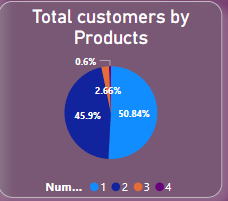 Total customers by
Products
0.6%
2.66%
45.9%
50.84%
Num... 1 2 3 4